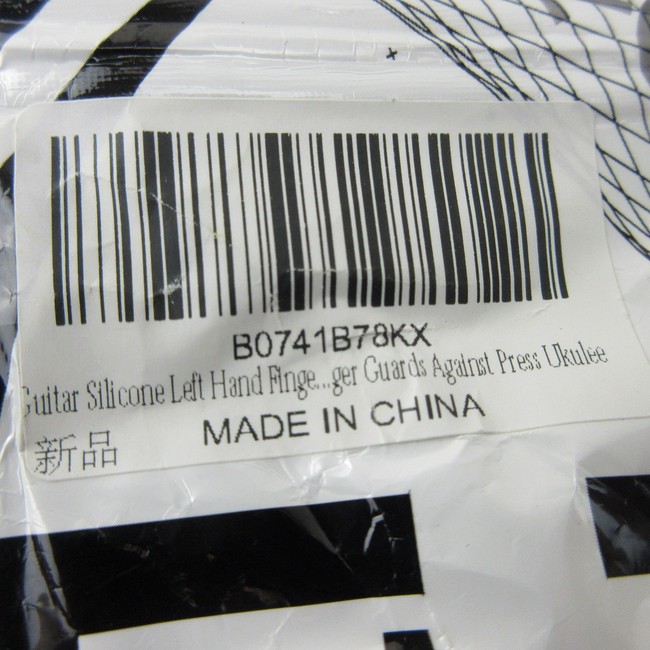 B0741B78KX
Guitar Silicone Left Hand Finge...ger Guards Against Press Ukulee
MADE IN CHINA
新品